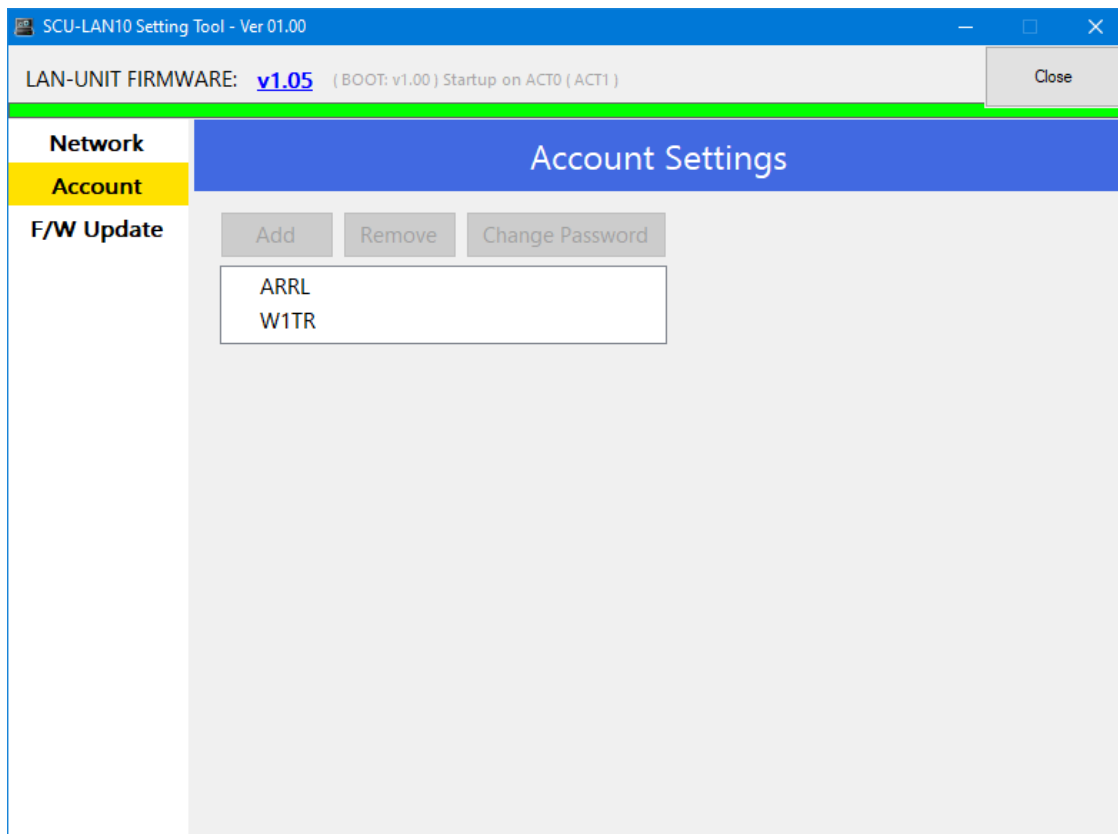 SCU-LAN10 Setting Tool - Ver 01.00
LAN-UNIT FIRMWARE: v1.05 ( BOOT: v1.00 ) Startup on ACT0 ( ACT1 )
Close
Network
Account
F/W Update
Account Settings
Add Remove Change Password
ARRL
W1TR